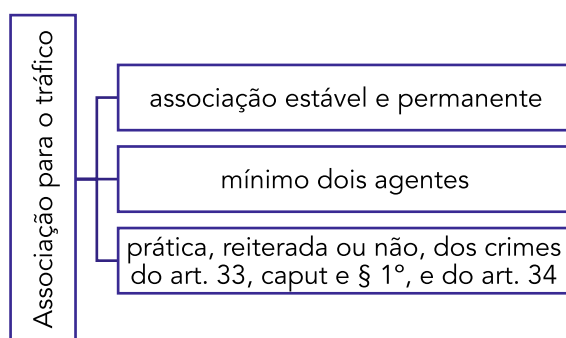 Associação para o tráfico
associação estável e permanente
mínimo dois agentes
prática, reiterada ou não, dos crimes
do art. 33, caput e § 1º, e do art. 34